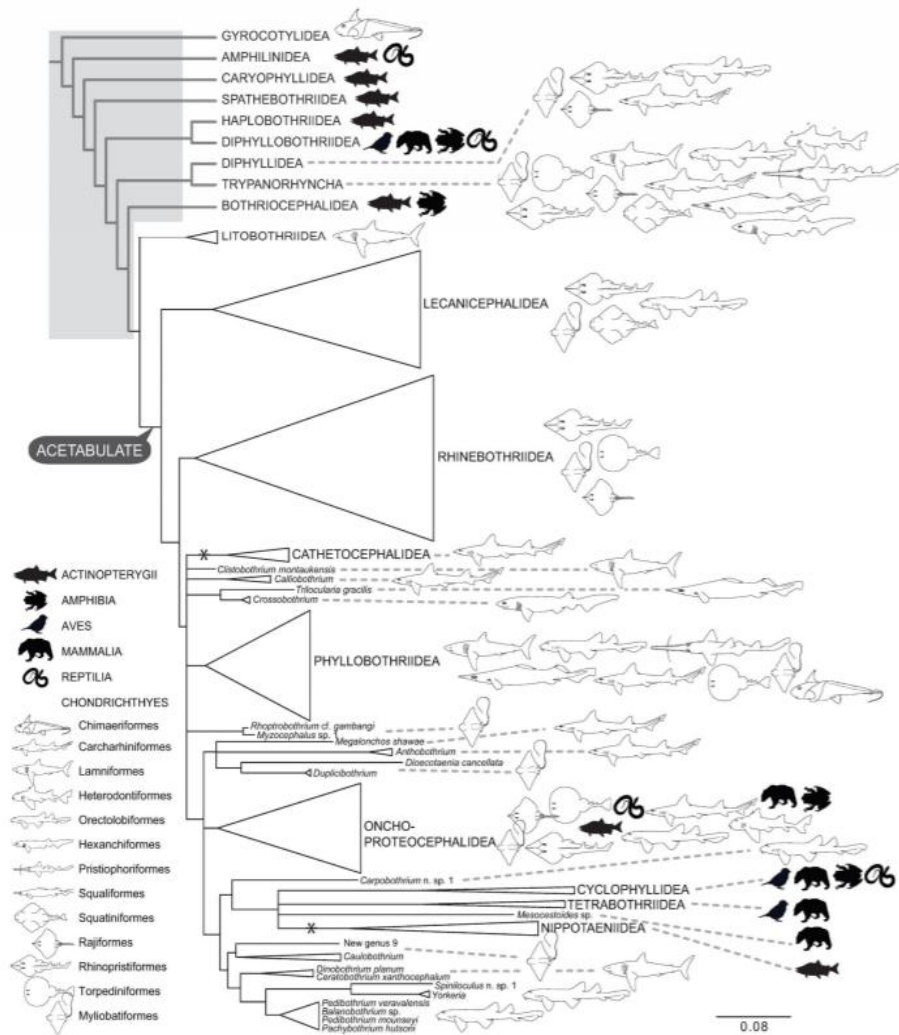 GYROCOTYLIDEA
AMPHILINIDEA
CARYOPHYLLIDEA
SPATHEBOTHRIIDEA
HAPLOBOTHRIIDEA
DIPHYLLOBOTHRIIDEA
DIPHYLLIDEA
TRYPANORHYNCHA
BOTHRIOCEPHALIDEA
LITOBOTHRIIDEA
LECANICEPHALIDEA
ACETABULATE
RHINEBOTHRIIDEA
X
CATHETOCEPHALIDEA
Clistobothrium montaukensis
Calliobothrium
Trilocularia gracilis
Crossobothrium
ACTINOPTERYGII
AMPHIBIA
AVES
MAMMALIA
REPTILIA
CHONDRICHTHYES
Chimaeriformes
Carcharhiniformes
Lamniformes
Heterodontiformes
Orectolobiformes
Hexanchiformes
Pristiophoriformes
Squaliformes
Squatiniformes
Rajiformes
Rhinopristiformes
Torpediniformes
Myliobatiformes
PHYLLOBOTHRIIDEA
Rhoptrobothrium cf. gambangi
Myzocephalus sp.
Megalonchos shawae
Anthobothrium
Dioecotaenia cancellata
Duplicibothrium
ONCHO-
PROTEOCEPHALIDEA
Carpobothrium n. sp. 1
CYCLOPHYLLIDEA
TETRABOTHRIIDEA
Mesocestoides sp.
X
NIPPOTAENIIDEA
New genus 9
Caulobothrium
Dinobothrium planum
Ceratobothrium xanthocephalum
Spiniloculus n. sp. 1
Yorkeria
Pedibothrium veravalensis
Balanobothrium sp.
Pedibothrium mounseyi
Pachybothrium hutsoni
0.08